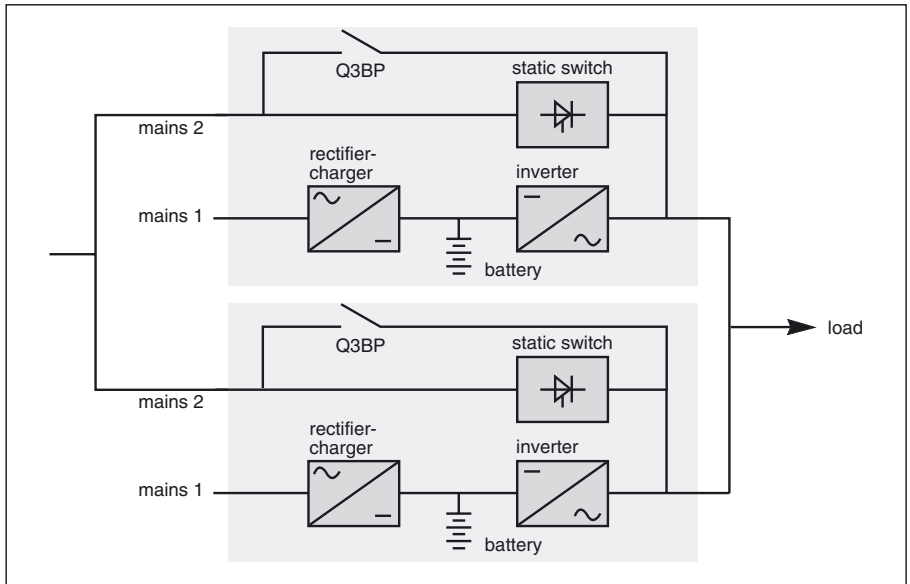 Q3BP
static switch
mains 2
rectifier-
charger
inverter
mains 1
battery
load
Q3BP
static switch
mains 2
rectifier-
charger
inverter
mains 1
battery